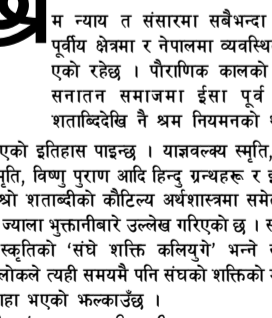 म न्याय त संसारमा सबैभन्दा
पूर्वीय क्षेत्रमा र नेपालमा
एको रहेछ । पौराणिक कालको
सनातन समाजमा ईसा पूर्व
शताब्दिदेखि नै श्रम नियमनको
एको इतिहास पाइन्छ । याज्ञवल्क्य स्मृति,
मृति, विष्णु पुराण आदि हिन्दु ग्रन्थहरू र
श्रो शताब्दीको कौटिल्य अर्थशास्त्रमा
ज्याला भुक्तानीबारे उल्लेख गरिएको छ ।
स्कृतिको ‘संघे शक्ति कलियुगे’ भन्ने
लोकले त्यही समयमै पनि संघको शक्तिको
हा भएको झल्काउँछ ।